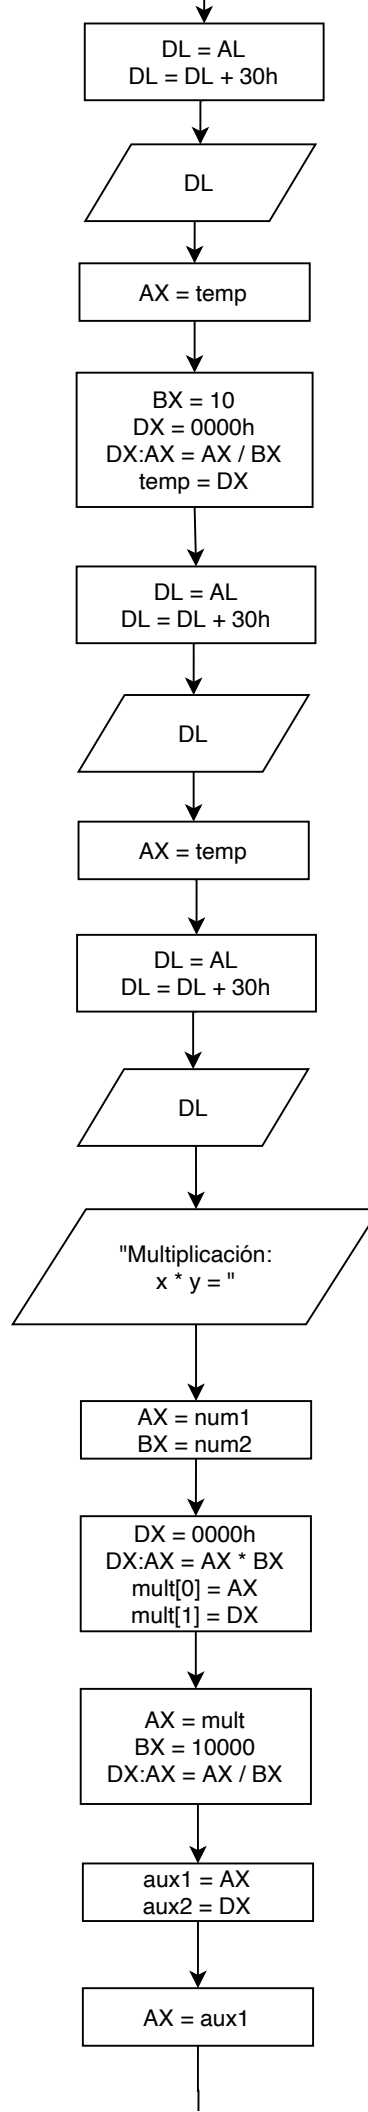 DL = AL
DL = DL + 30h
DL
AX = temp
BX = 10
DX = 0000h
DX:AX = AX / BX
temp = DX
DL = AL
DL = DL + 30h
DL
AX = temp
DL = AL
DL = DL + 30h
DL
"Multiplicación:
x * y = "
AX = num1
BX = num2
DX = 0000h
DX:AX = AX * BX
mult[0] = AX
mult[1] = DX
AX = mult
BX = 10000
DX:AX = AX / BX
aux1 = AX
aux2 = DX
AX = aux1